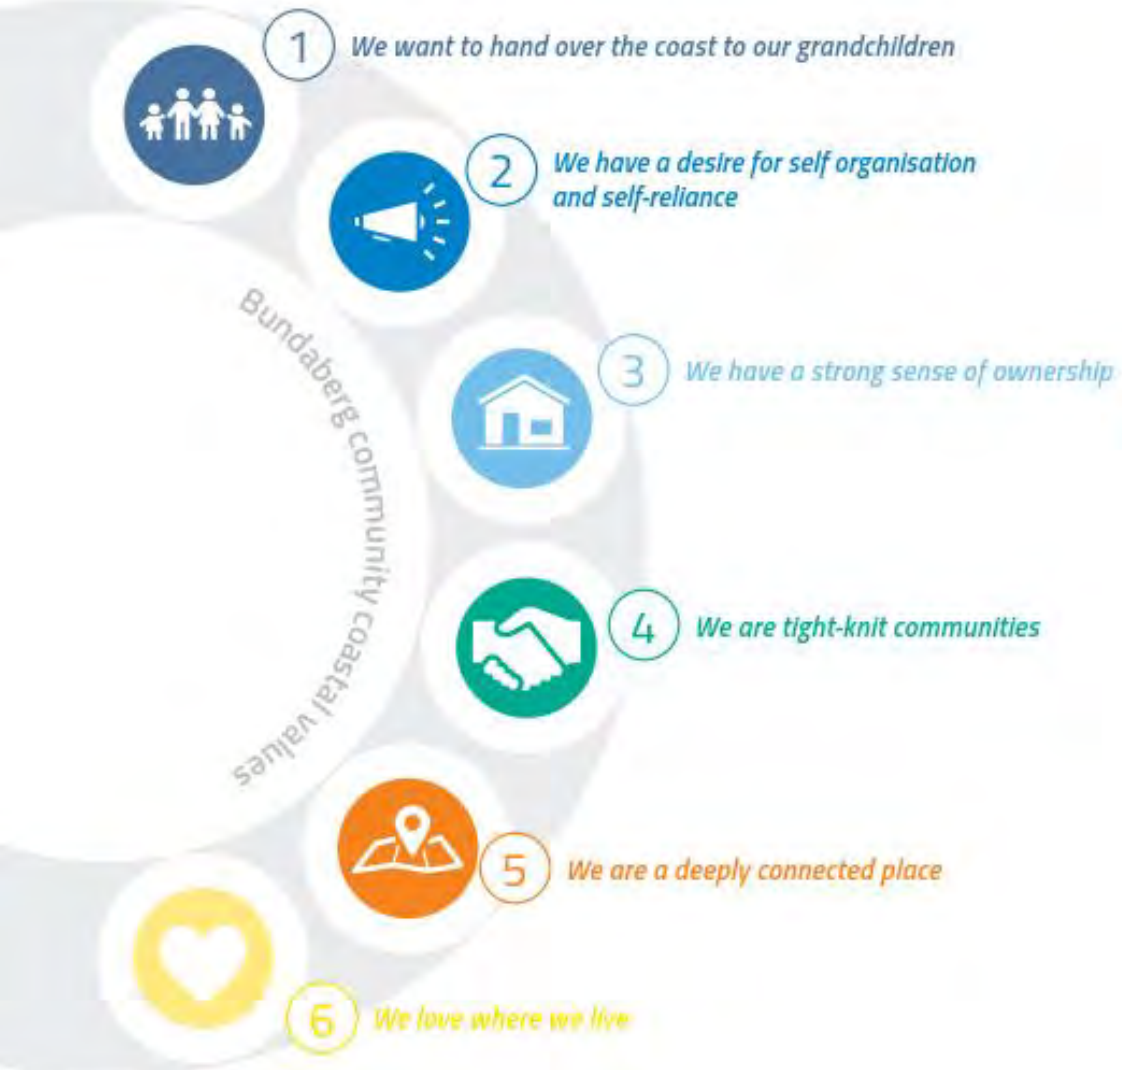 1 We want to hand over the coast to our grandchildren
2 We have a desire for self organisation
and self-reliance
3 We have a strong sense of ownership
Bundaberg community coastal values
4 We are tight-knit communities
5 We are a deeply connected place
6 We love where we live